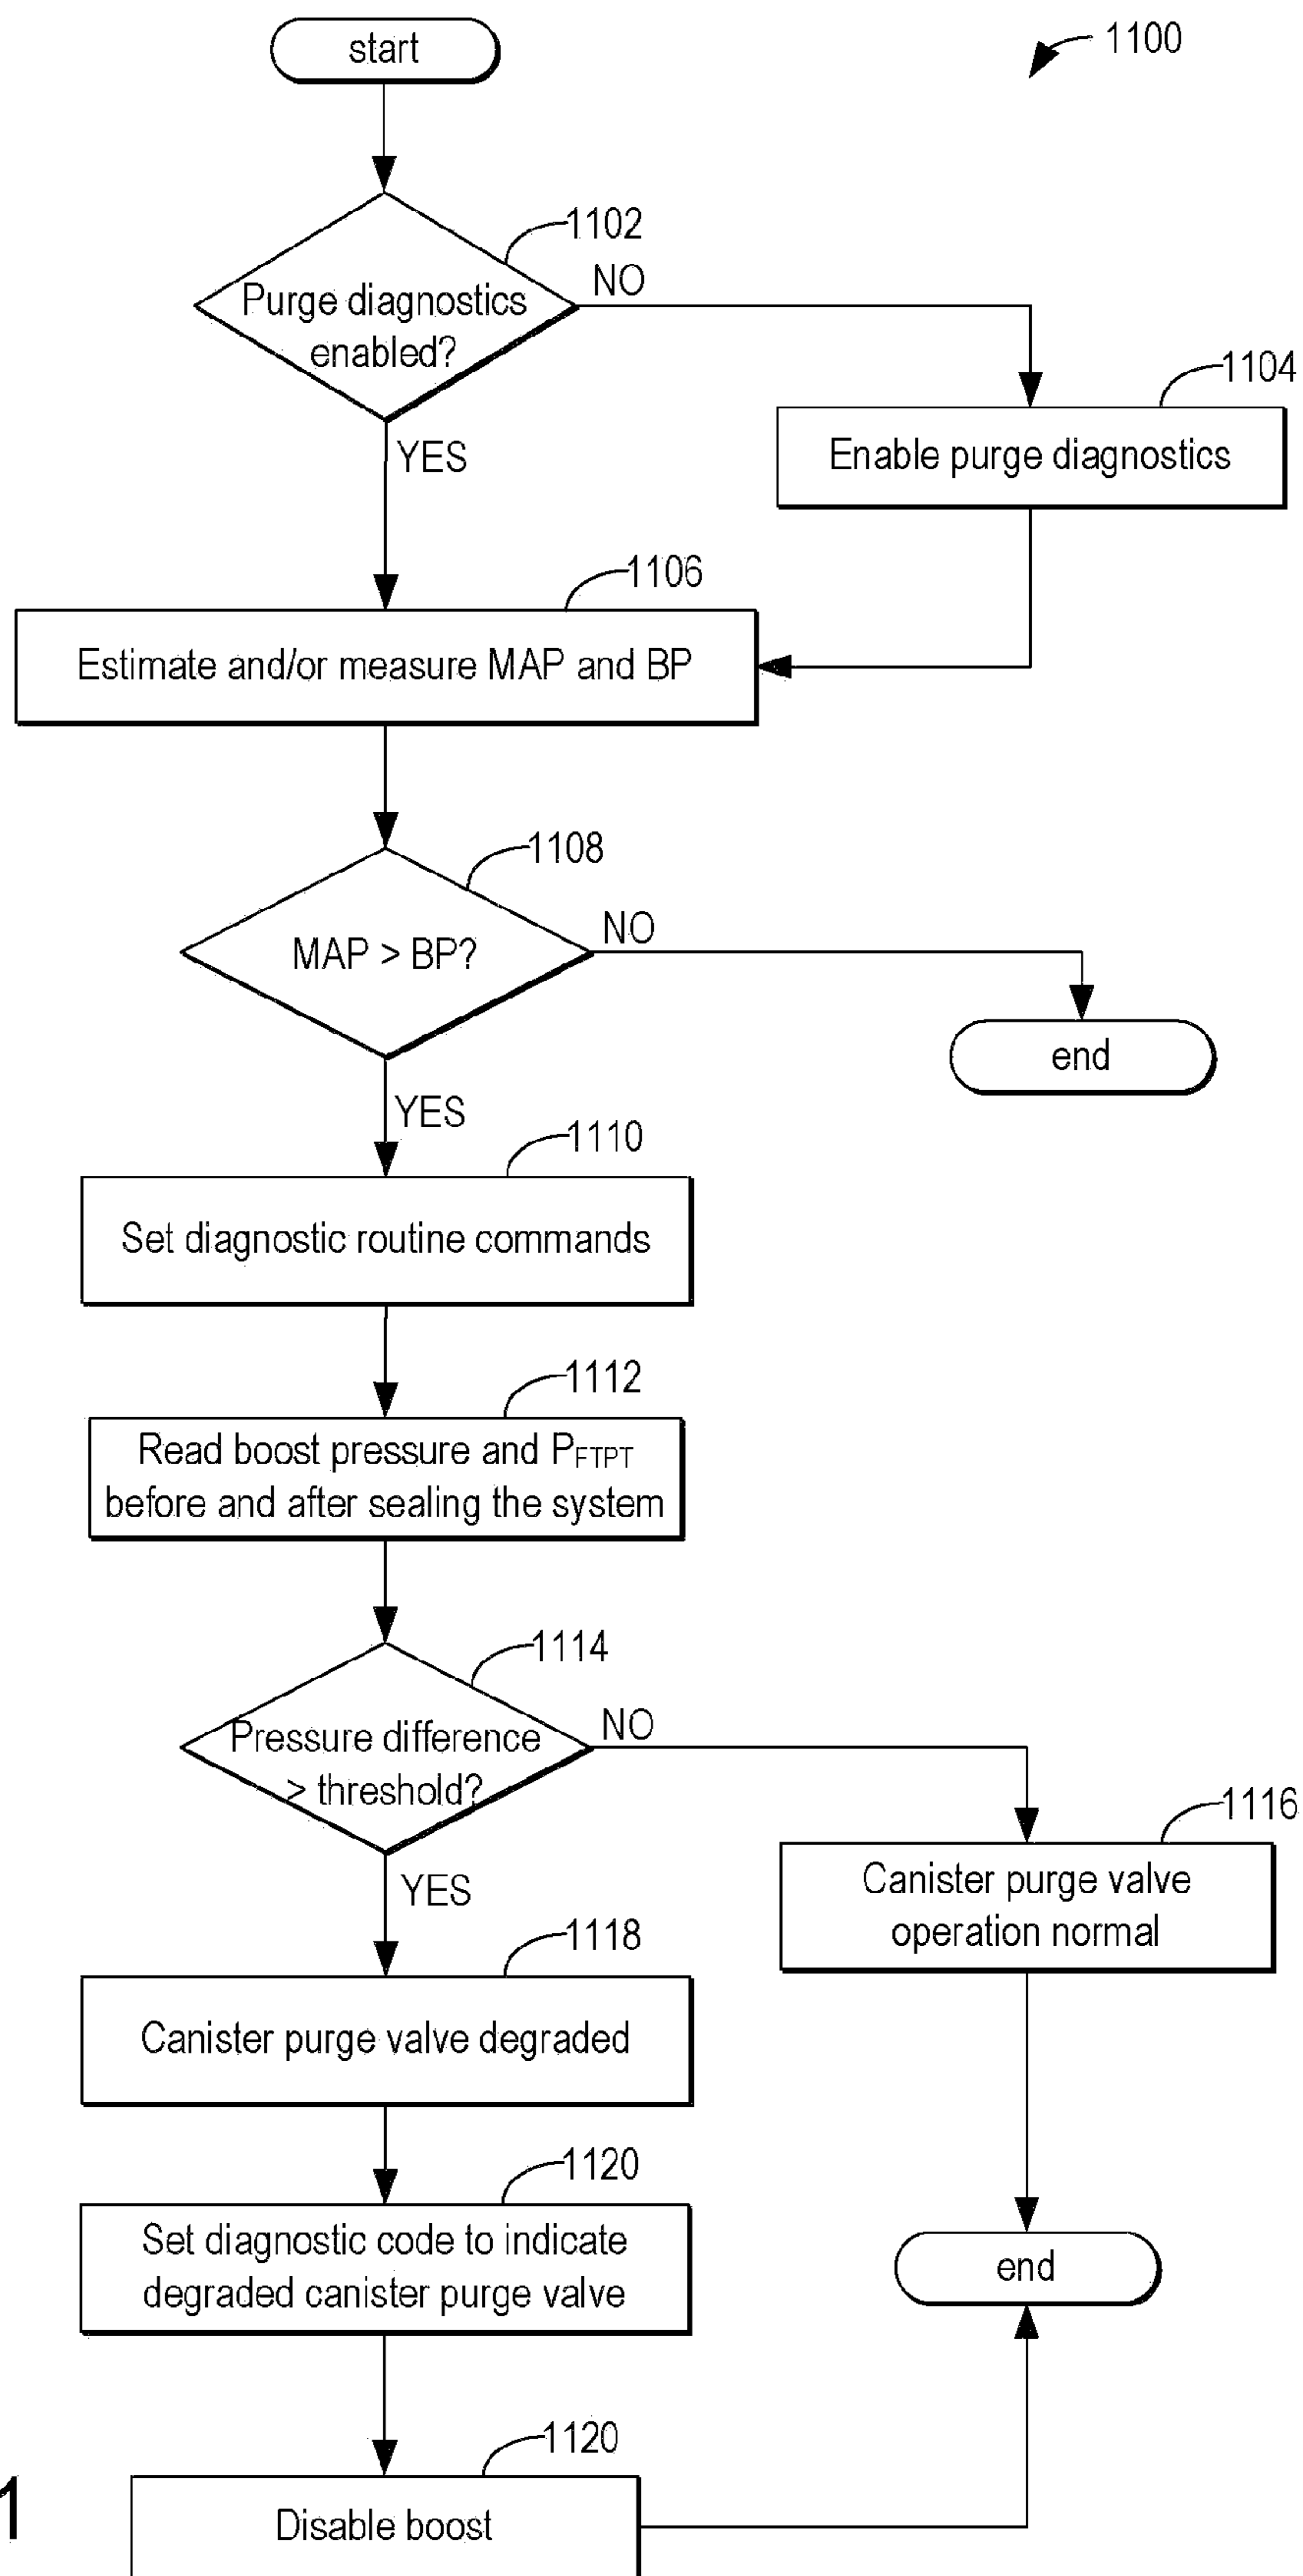 start
1100
1102
Purge diagnostics
enabled?
NO
YES
1104
Enable purge diagnostics
1106
Estimate and/or measure MAP and BP
1108
MAP > BP?
NO
end
YES
1110
Set diagnostic routine commands
1112
Read boost pressure and PFTPT
before and after sealing the system
1114
Pressure difference
> threshold?
NO
YES
1116
Canister purge valve
operation normal
1118
Canister purge valve degraded
1120
Set diagnostic code to indicate
degraded canister purge valve
end
1120
Disable boost
1